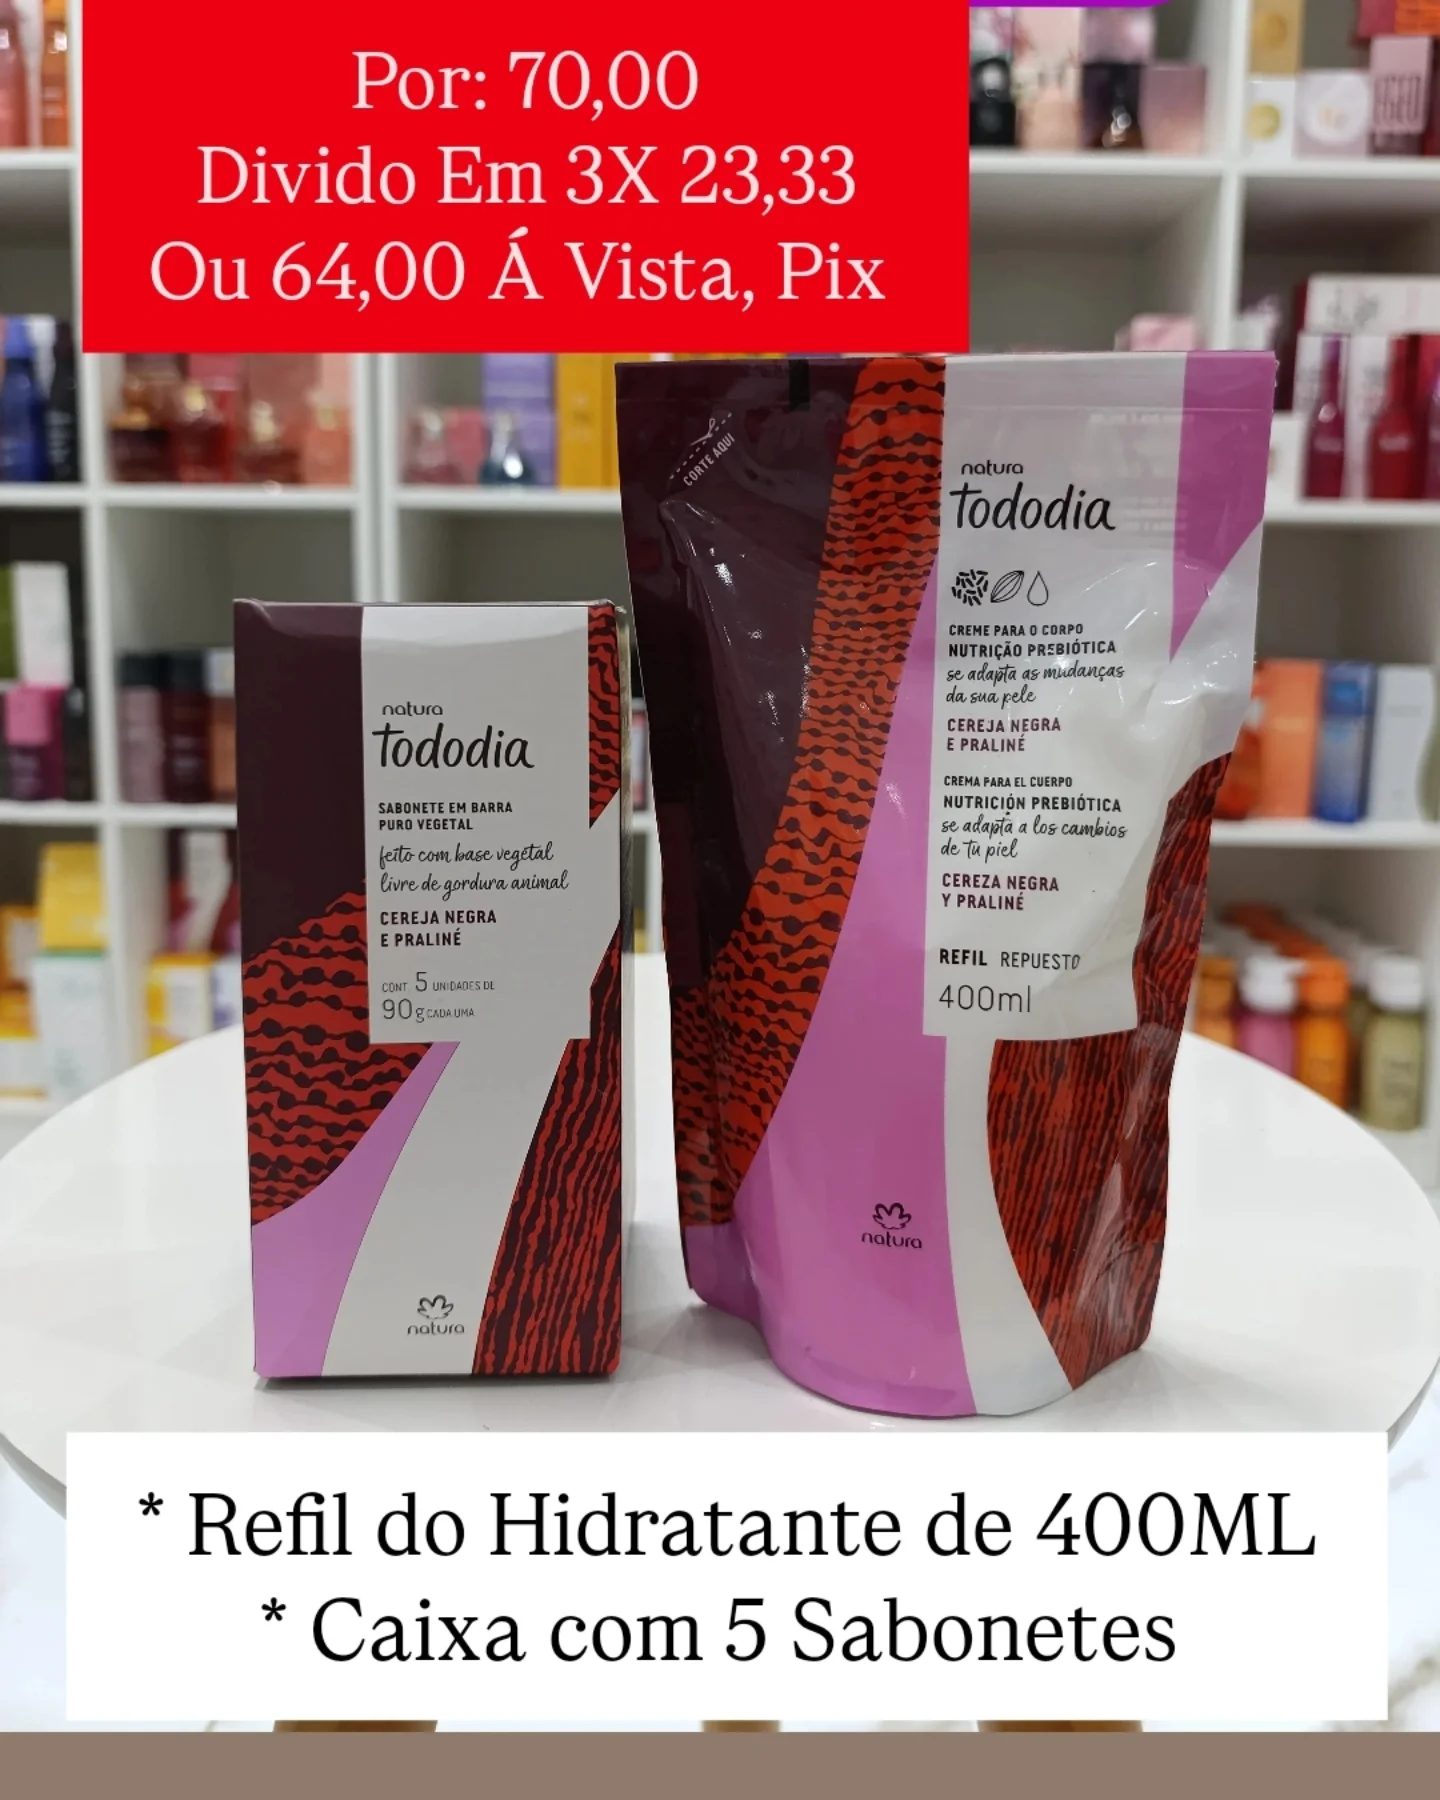 Por: 70,00
Divido Em 3X 23,33
Ou 64,00 Á Vista, Pix
CORTE AQUI
natura
Tododia
CREME PARA O CORPO
NUTRIÇÃO PREBIÓTICA
se adapta as mudanças
da sua pele
CEREJA NEGRA
E PRALINÉ
CREMA PARA EL CUERPO
NUTRICIÓN PREBIÓTICA
se adapta a los cambios
de tu piel
CEREZA NEGRA
Y PRALINÉ
REFIL REPUESTO
400ml
natura
natura
Tododia
SABONETE EM BARRA
PURO VEGETAL
feito com base vegetal
livre de gordura animal
CEREJA NEGRA
E PRALINÉ
CONT. 5 UNIDADES DE
90g CADA UMA
natura
* Refil do Hidratante de 400ML
* Caixa com 5 Sabonetes